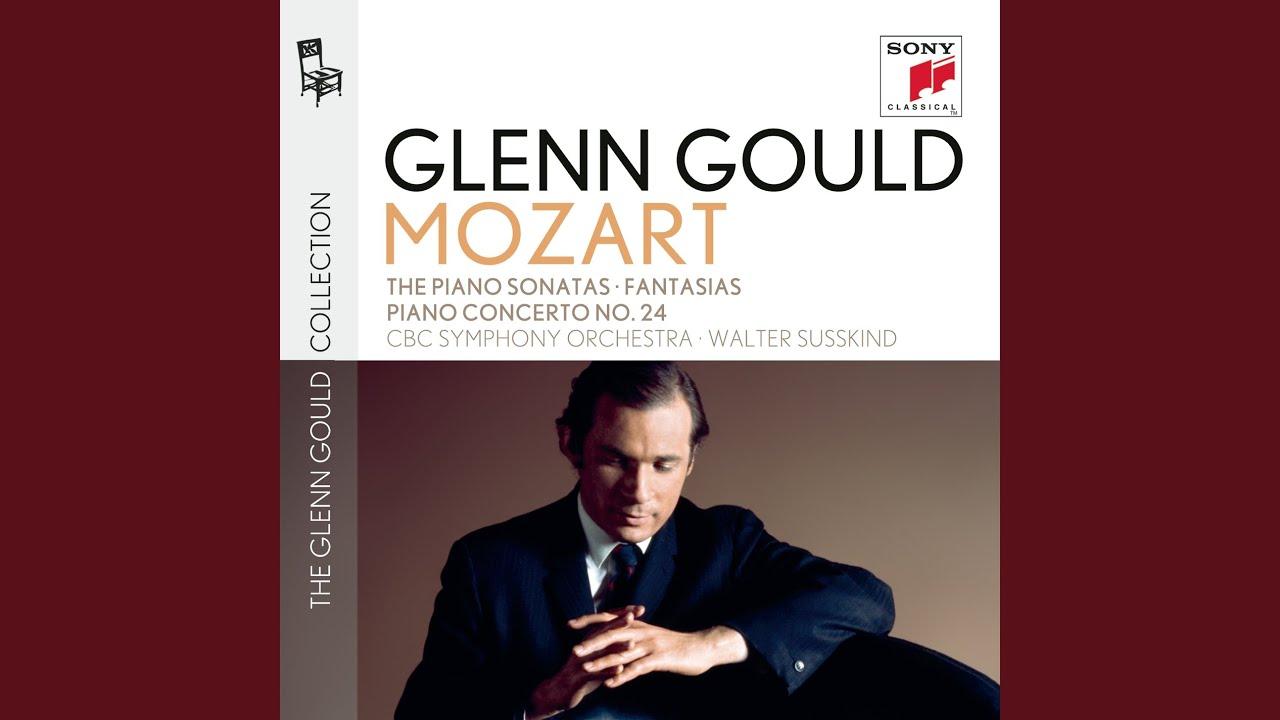 SONY
CLASSICAL™
GLENN GOULD
MOZART
THE PIANO SONATAS · FANTASIAS
PIANO CONCERTO NO. 24
CBC SYMPHONY ORCHESTRA · WALTER SUSSKIND
THE GLENN GOULD COLLECTION